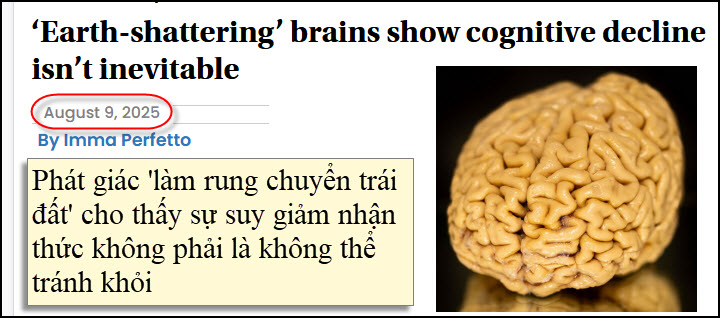 ‘Earth-shattering’ brains show cognitive decline
isn’t inevitable
August 9, 2025
By Imma Perfetto
Phát giác 'làm rung chuyển trái
đất' cho thấy sự suy giảm nhận
thức không phải là không thể
tránh khỏi